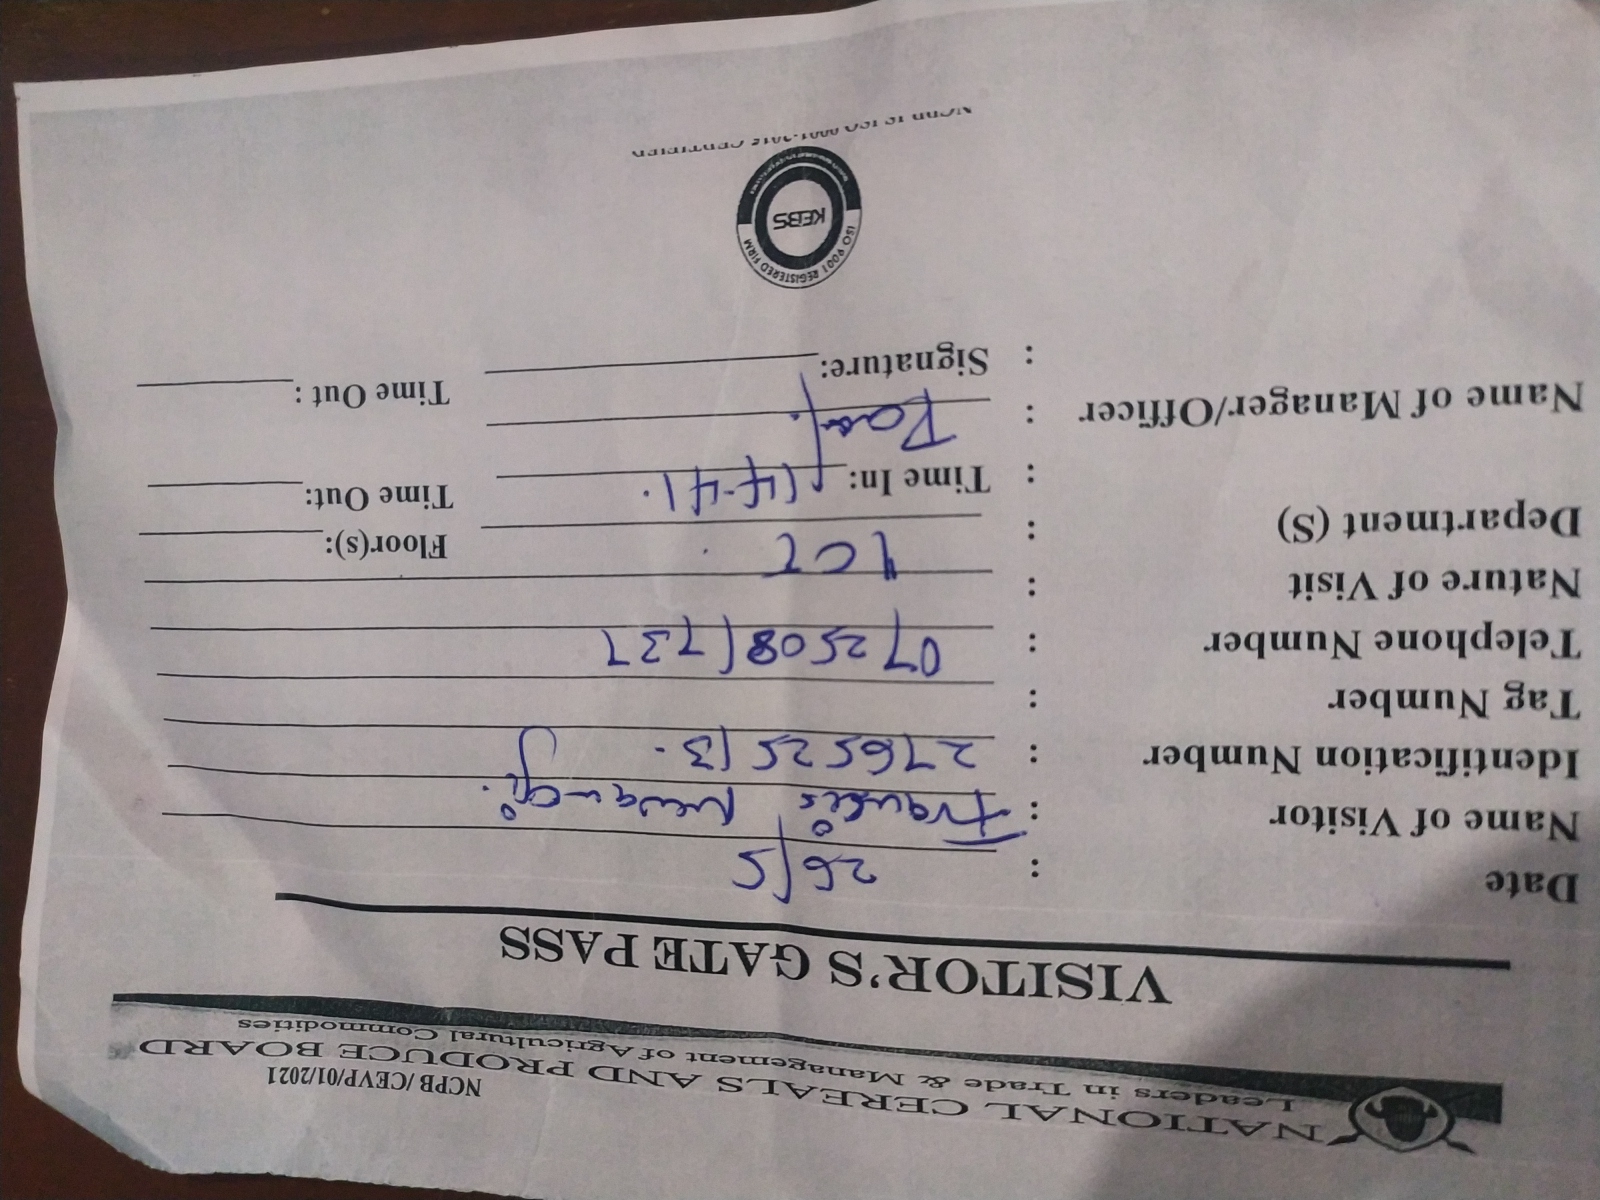 NCPB /CEVP/01/2021
NATIONAL CEREALS AND PRODUCE BOARD
Leaders in Trade & Management of Agricultural Commodities
VISITOR'S GATE PASS
Date : 26/5
Name of Visitor : Francis Mwangi.
Identification Number : 27652513.
Tag Number :
Telephone Number : 0725081737
Nature of Visit :
Department (S) : ICT . Floor(s):
: Time In: 14-41. Time Out:
Name of Manager/Officer :
: Signature: Time Out :
ISO 9001 REGISTERED FIRM
KEBS
NCPB IS ISO 9001:2015 CERTIFIED